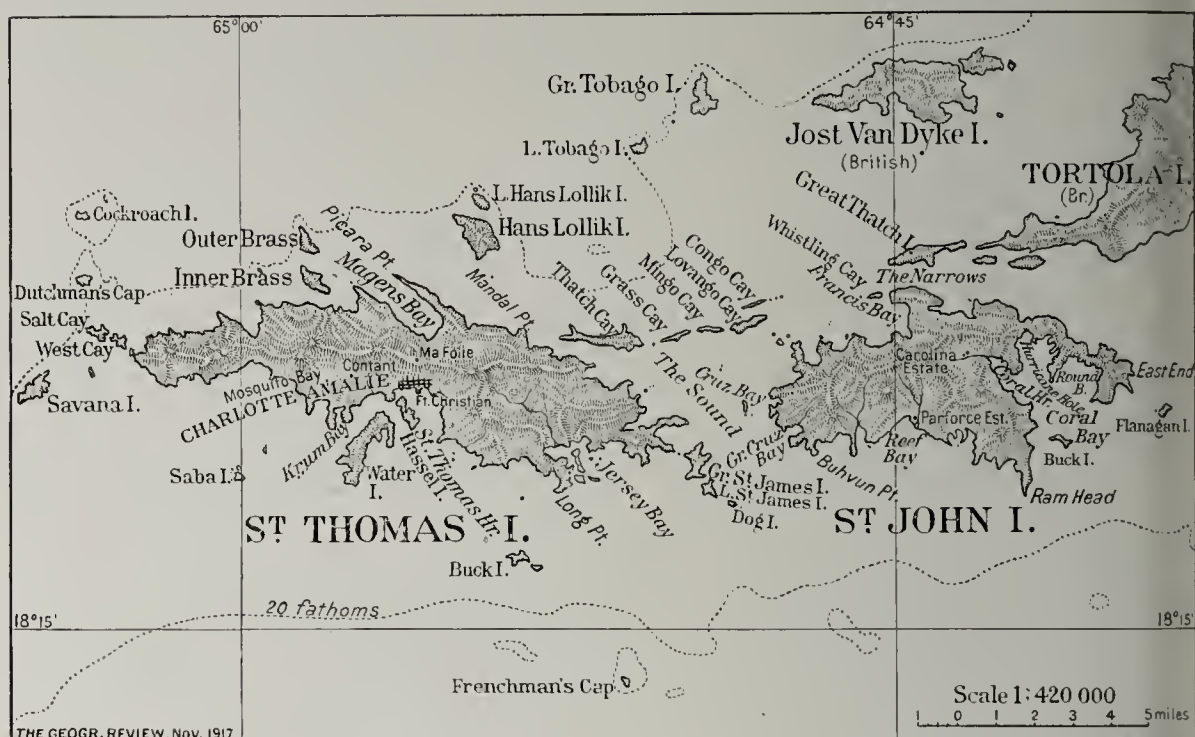 65°00'
64°45'
Gr. Tobago I.
Jost Van Dyke I.
(British)
L. Tobago I.
TORTOLA I.
(Br.)
Great Thatch I.
L. Hans Lollik I.
Hans Lollik I.
Cockroach I.
Outer Brass
Inner Brass
Picara Pt.
Magens Bay
Mandal Pt.
Thatch Cay
Grass Cay
Mingo Cay
Lovango Cay
Congo Cay
Whistling Cay
Francis Bay
The Narrows
Dutchman's Cap
Salt Cay
West Cay
Savana I.
Ma Folie
Contant
Mosquito Bay
CHARLOTTE AMALIE
Ft. Christian
The Sound
Cruz Bay
Carolina
Estate
Hurricane Hole
Round
B.
East End
Coral Hr.
Coral
Bay
Flanagan I.
Parforce Est.
Reef
Bay
Buck I.
Gr. Cruz
Bay
Buhvun Pt.
Ram Head
Krum Bay
Water
I.
Hassel I.
St. Thomas Hr.
Saba I.
Long Pt.
Jersey Bay
Gr. St. James I.
L. St. James I.
Dog I.
ST THOMAS I.
ST JOHN I.
Buck I.
20 fathoms
18°15'
18°15'
Frenchman's Cap
Scale 1:420 000
1 0 1 2 3 4 5 miles
THE GEOGR. REVIEW, Nov. 1917